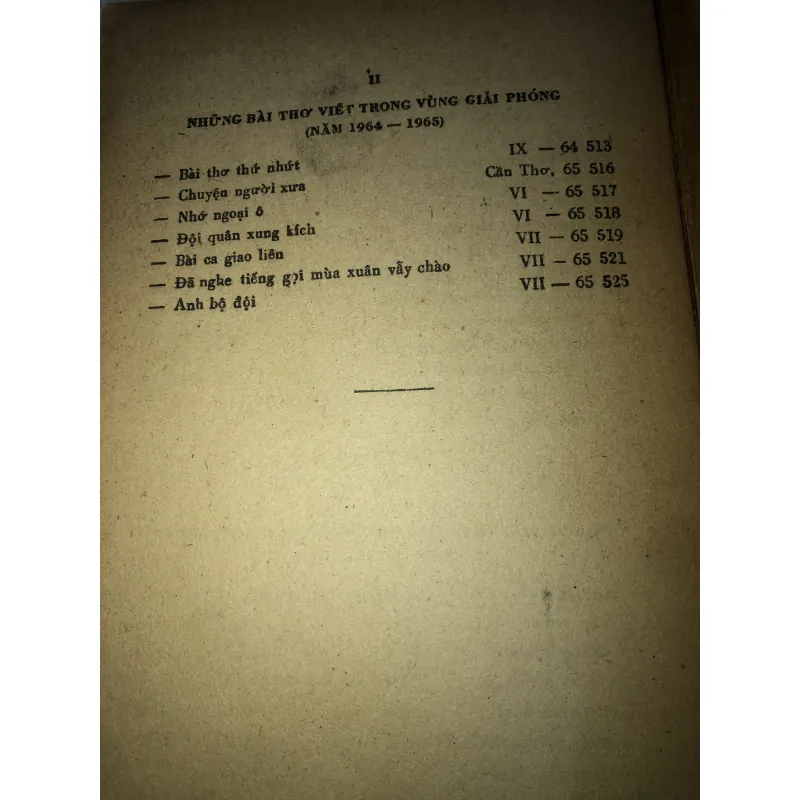 II
NHỮNG BÀI THƠ VIẾT TRONG VÙNG GIẢI PHÓNG
(NĂM 1964 — 1965)
— Bài thơ thứ nhứt IX — 64 513
— Chuyện người xưa Cần Thơ, 65 516
— Nhớ ngoại ô VI — 65 517
— Đội quân xung kích VI — 65 518
— Bài ca giao liên VII — 65 519
— Đã nghe tiếng gọi mùa xuân vẫy chào VII — 65 521
— Anh bộ đội VII — 65 525